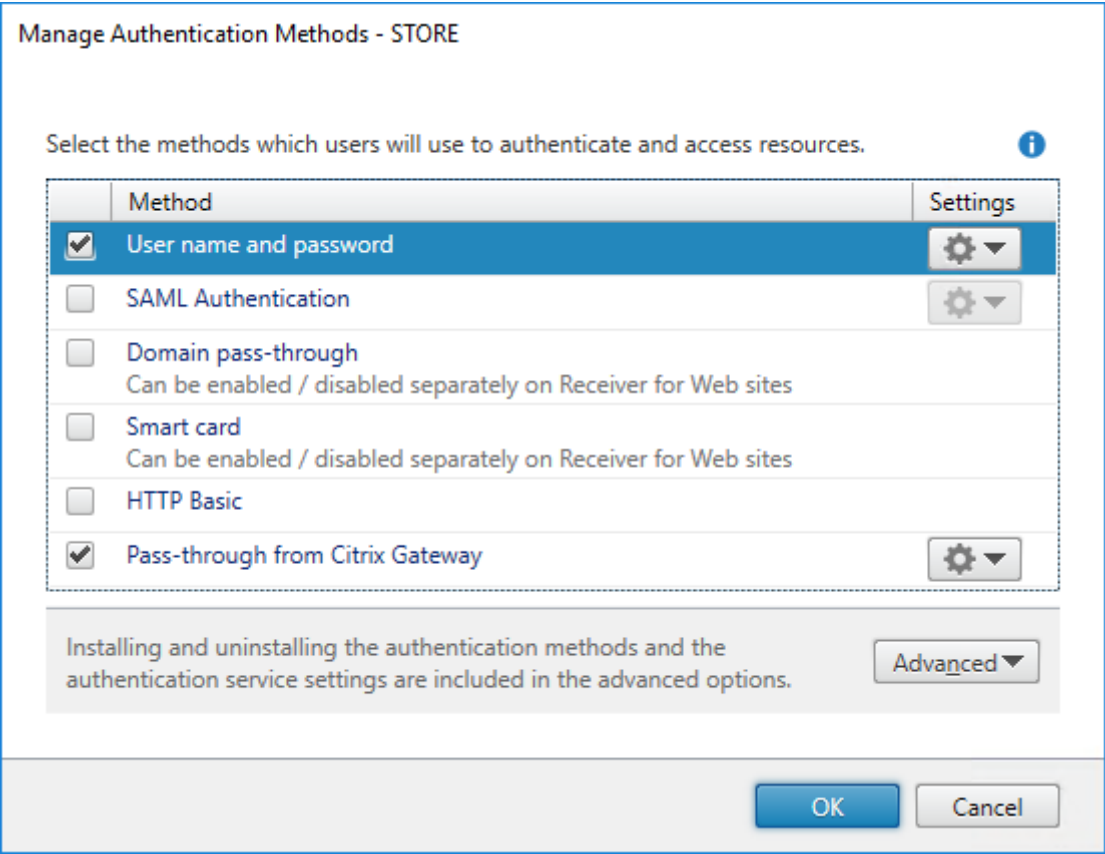 Manage Authentication Methods - STORE
Select the methods which users will use to authenticate and access resources.
Method Settings
User name and password
SAML Authentication
Domain pass-through
Can be enabled / disabled separately on Receiver for Web sites
Smart card
Can be enabled / disabled separately on Receiver for Web sites
HTTP Basic
Pass-through from Citrix Gateway
Installing and uninstalling the authentication methods and the
authentication service settings are included in the advanced options.
Advanced
OK Cancel